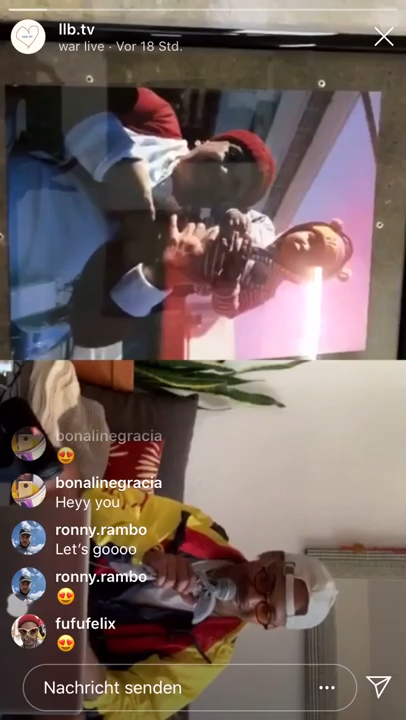 llb.tv
war live · Vor 18 Std.
bonalinegracia
😍
bonalinegracia
Heyy you
ronny.rambo
Let's goooo
ronny.rambo
😍
fufufelix
😍
Nachricht senden